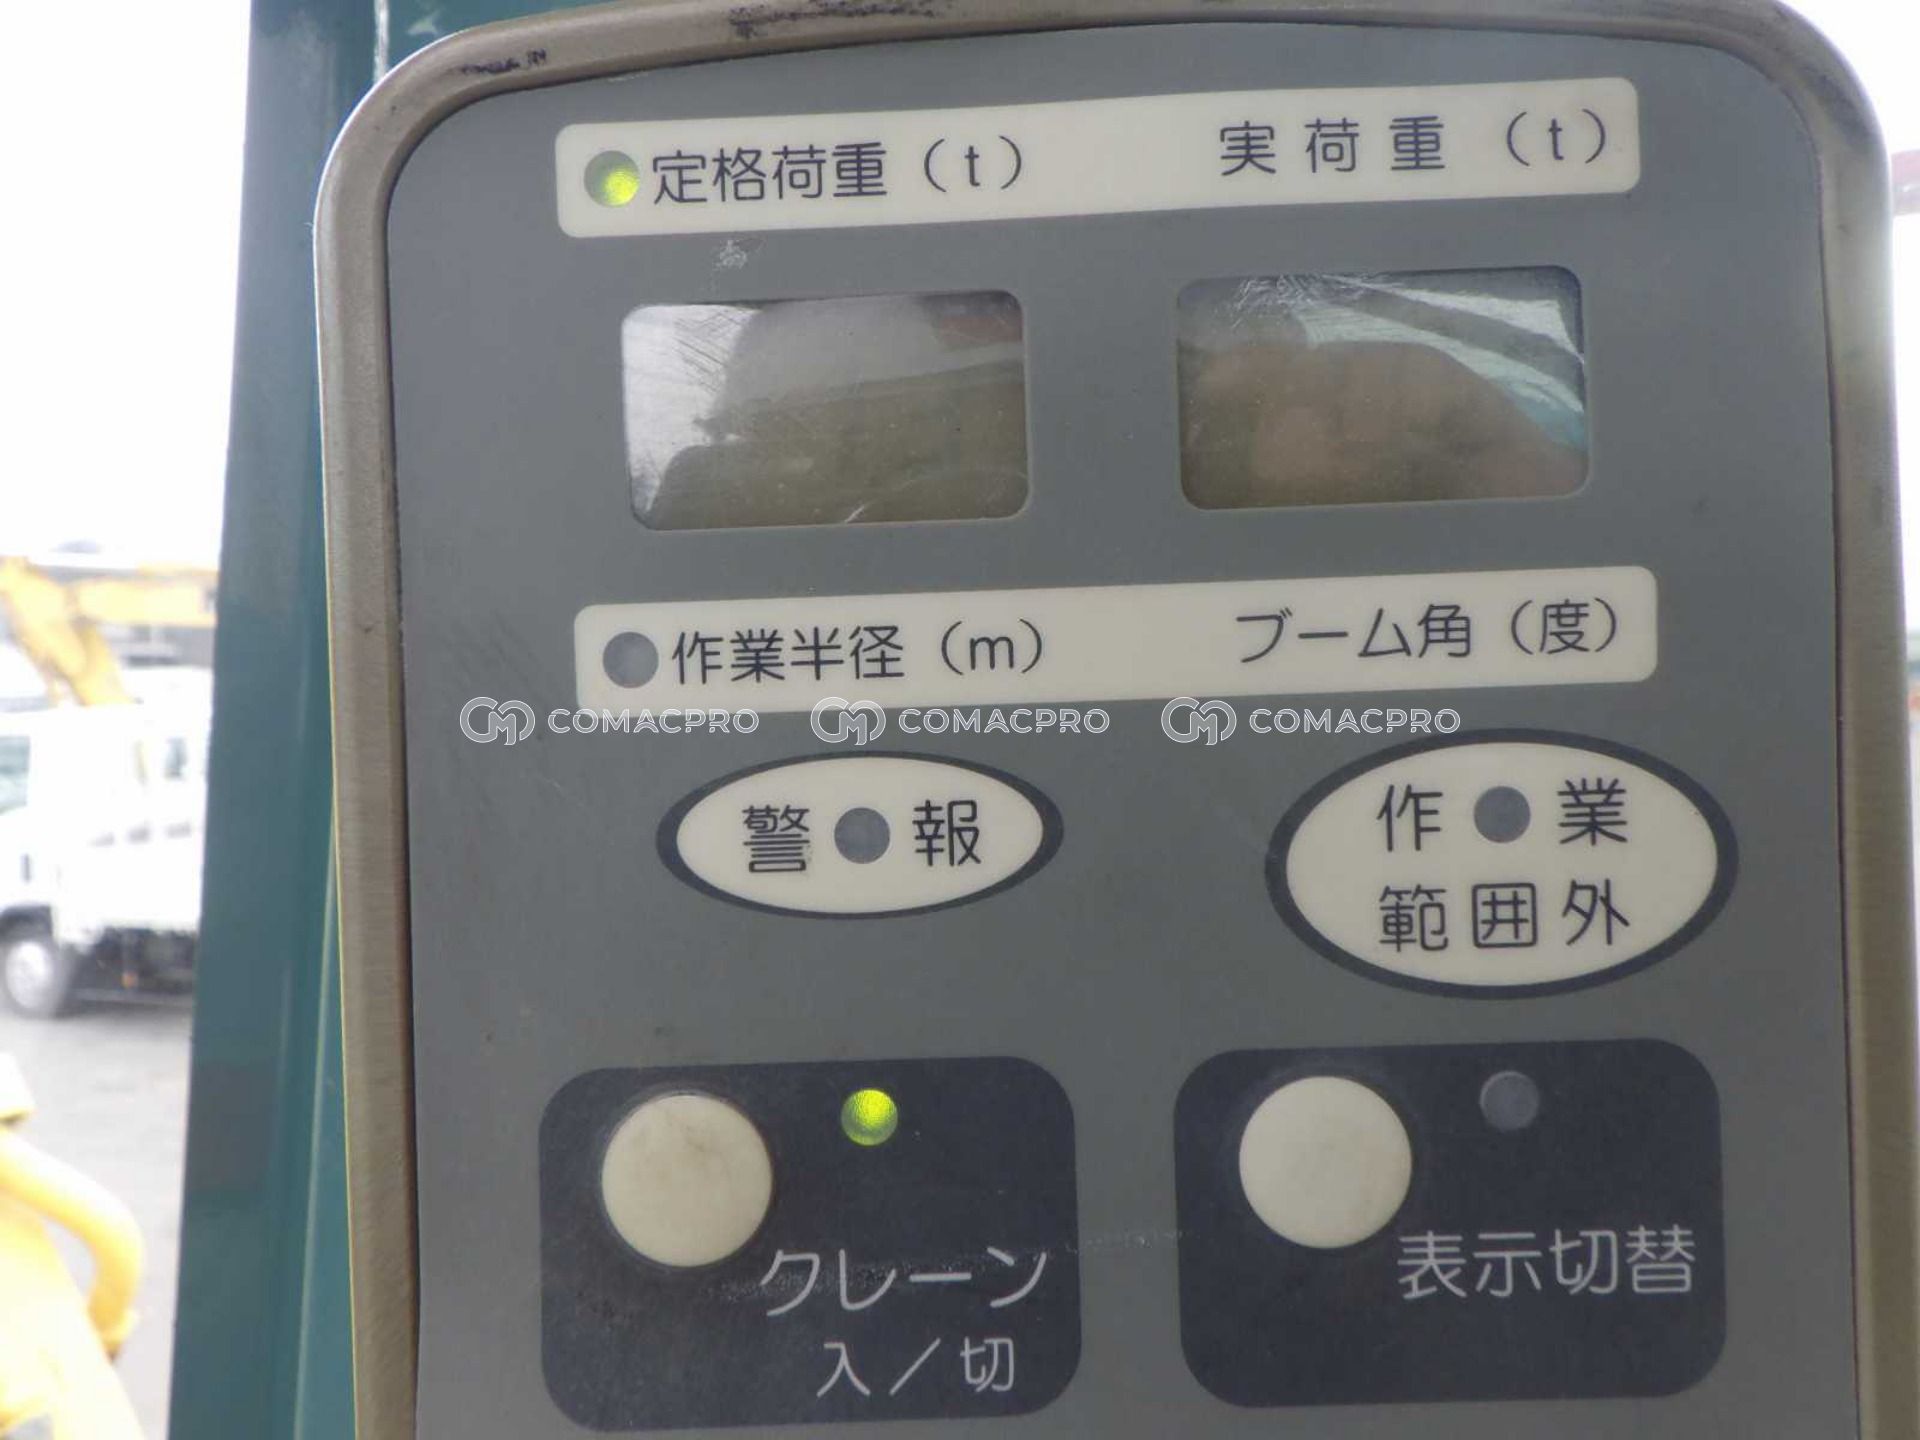 定格荷重（t） 実荷重（t）
作業半径（m） ブーム角（度）
COMACPRO COMACPRO COMACPRO
警報
作業
範囲外
クレーン
入／切
表示切替